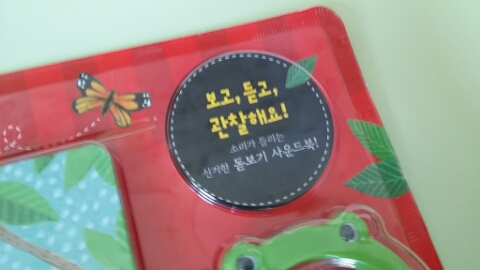 보고, 듣고,
관찰해요!
소리가 들리는
신기한 돋보기 사운드북!